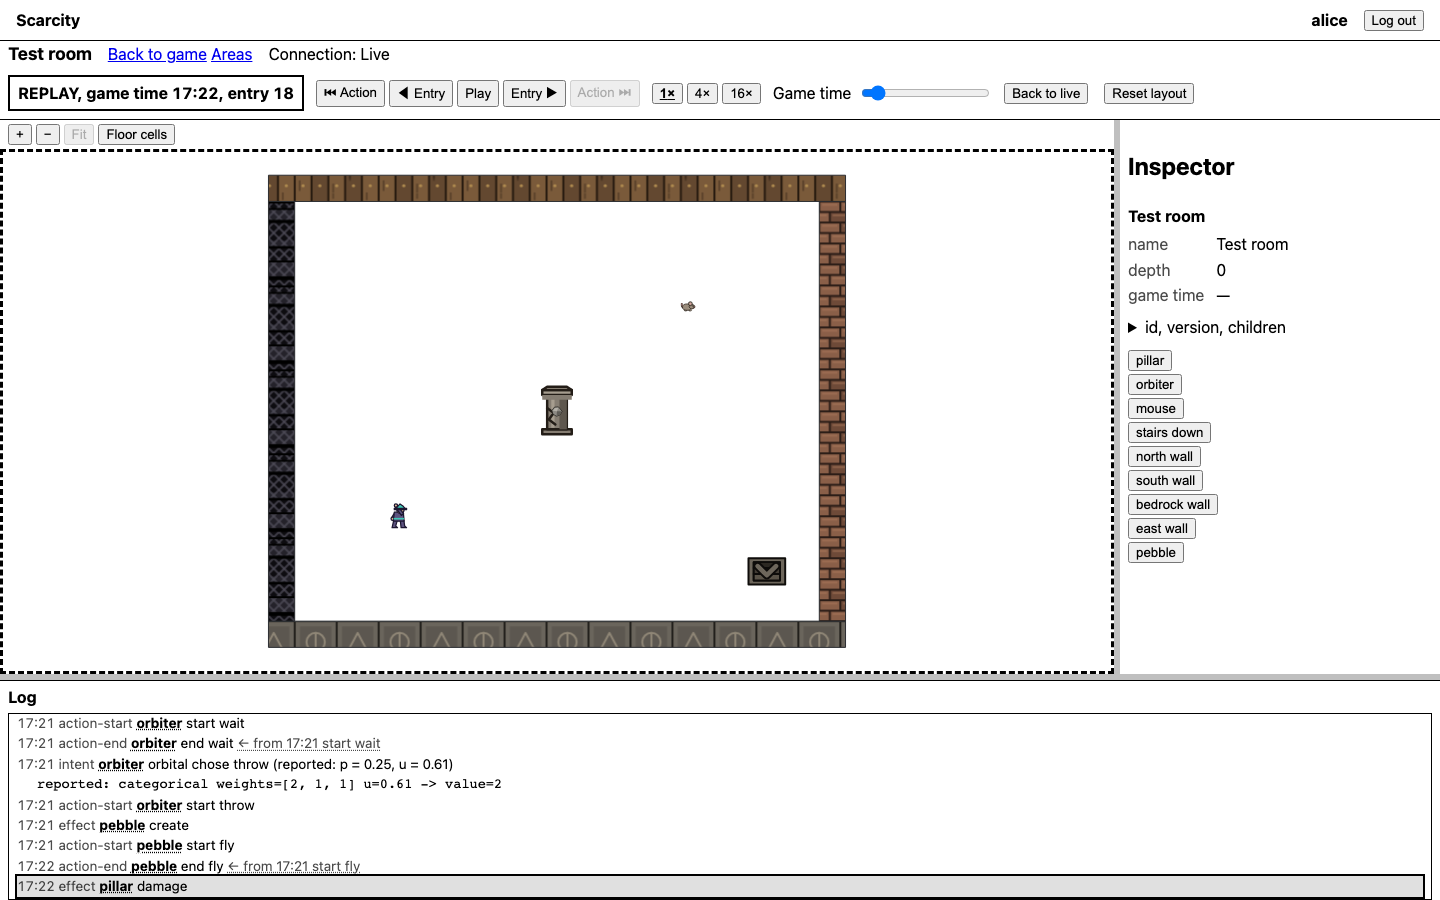 Scarcity
alice Log out
Test room Back to game Areas Connection: Live
REPLAY, game time 17:22, entry 18 ⏮ Action ◀ Entry Play Entry ▶ Action ⏭ 1× 4× 16× Game time Back to live Reset layout
+ − Fit Floor cells
Inspector
Test room
name Test room
depth 0
game time —
▶ id, version, children
pillar
orbiter
mouse
stairs down
north wall
south wall
bedrock wall
east wall
pebble
Log
17:21 action-start orbiter start wait
17:21 action-end orbiter end wait ← from 17:21 start wait
17:21 intent orbiter orbital chose throw (reported: p = 0.25, u = 0.61)
reported: categorical weights=[2, 1, 1] u=0.61 -> value=2
17:21 action-start orbiter start throw
17:21 effect pebble create
17:21 action-start pebble start fly
17:22 action-end pebble end fly ← from 17:21 start fly
17:22 effect pillar damage